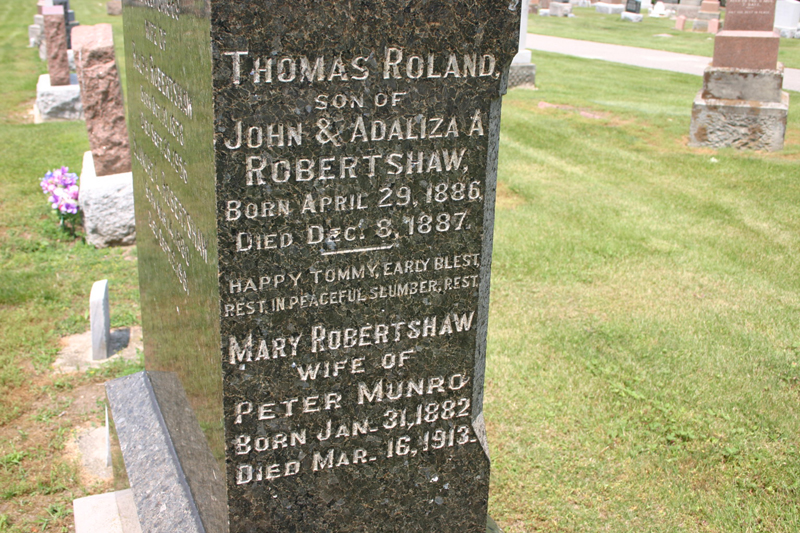 THOMAS ROLAND,
SON OF
JOHN & ADALIZA A
ROBERTSHAW,
BORN APRIL 29, 1886,
DIED DEC. 8, 1887.
HAPPY TOMMY, EARLY BLEST,
REST, IN PEACEFUL SLUMBER, REST.
MARY ROBERTSHAW
WIFE OF
PETER MUNRO
BORN JAN. 31, 1882
DIED MAR. 16, 1913.
WIFE OF